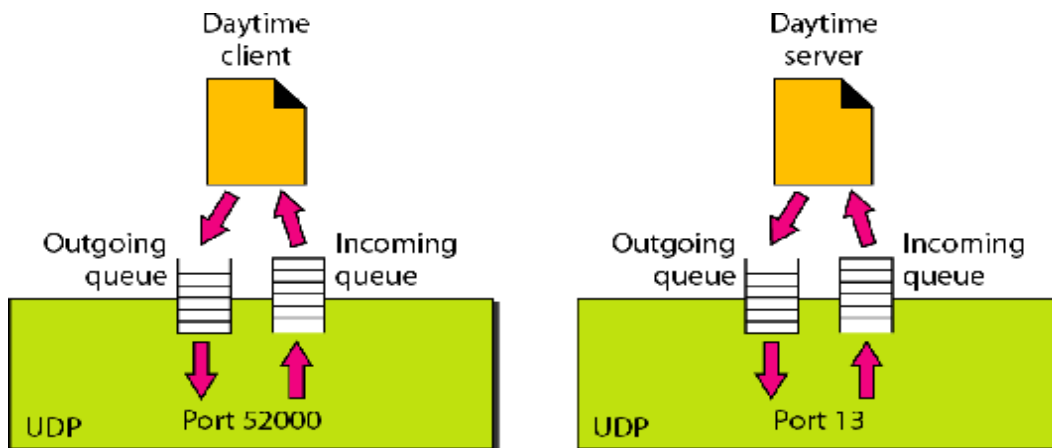 Daytime
client
Outgoing
queue
Incoming
queue
UDP
Port 52000
Daytime
server
Outgoing
queue
Incoming
queue
UDP
Port 13